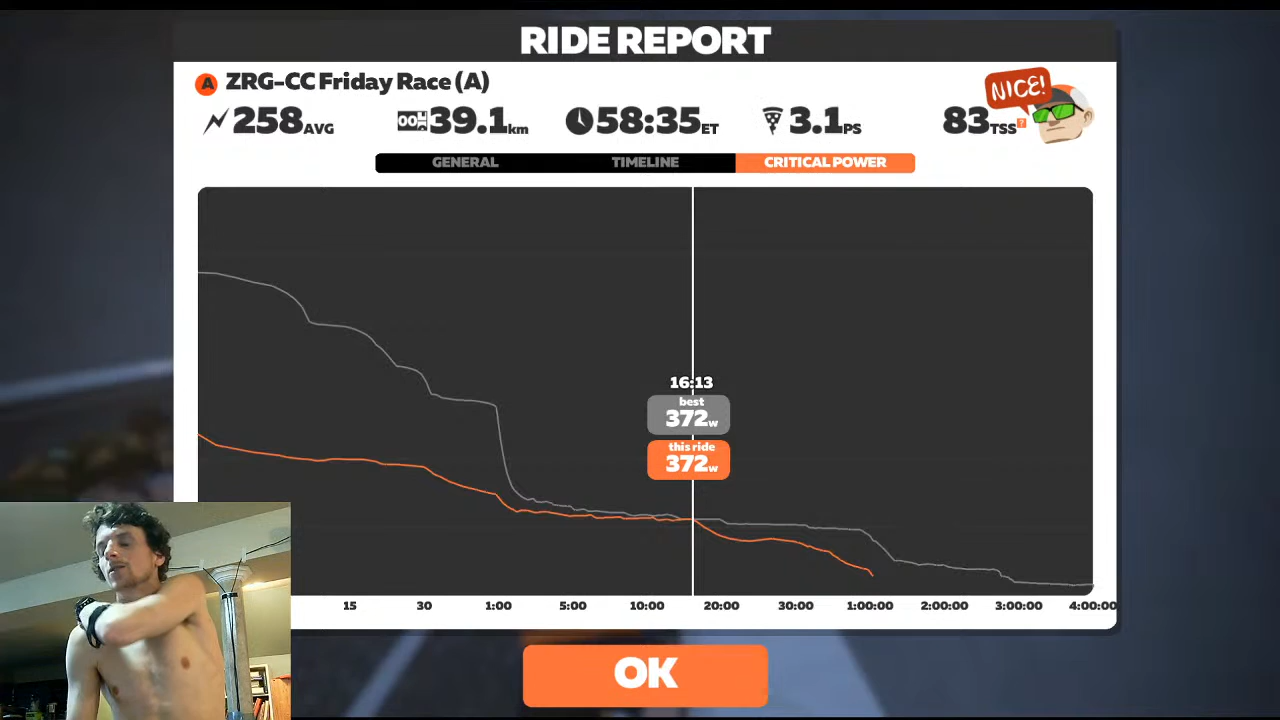 RIDE REPORT
A ZRG-CC Friday Race (A)
NICE!
258AVG 39.1km 58:35ET 3.1PS 83TSS?
GENERAL TIMELINE CRITICAL POWER
16:13
best
372w
this ride
372w
15 30 1:00 5:00 10:00 20:00 30:00 1:00:00 2:00:00 3:00:00 4:00:00
OK